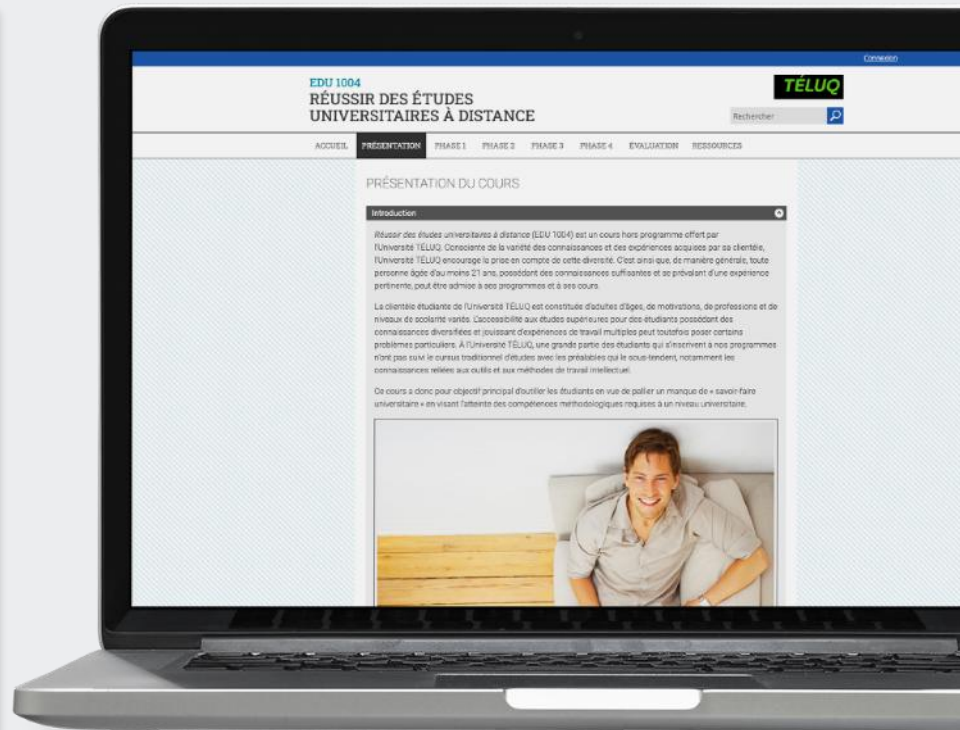 Connexion
EDU 1004
RÉUSSIR DES ÉTUDES
UNIVERSITAIRES À DISTANCE
TÉLUQ
Rechercher
ACCUEIL PRÉSENTATION PHASE 1 PHASE 2 PHASE 3 PHASE 4 ÉVALUATION RESSOURCES
PRÉSENTATION DU COURS
Introduction
Réussir des études universitaires à distance (EDU 1004) est un cours hors programme offert par
l'Université TÉLUQ. Consciente de la variété des connaissances et des expériences acquises par sa clientèle,
l'Université TÉLUQ encourage la prise en compte de cette diversité. C'est ainsi que, de manière générale, toute
personne âgée d'au moins 21 ans, possédant des connaissances suffisantes et se prévalant d'une expérience
pertinente, peut être admise à ses programmes et à ses cours.
La clientèle étudiante de l'Université TÉLUQ est constituée d'adultes d'âges, de motivations, de professions et de
niveaux de scolarité variés. L'accessibilité aux études supérieures pour des étudiants possédant des
connaissances diversifiées et jouissant d'expériences de travail multiples peut toutefois poser certains
problèmes particuliers. À l'Université TÉLUQ, une grande partie des étudiants qui s'inscrivent à nos programmes
n'ont pas suivi le cursus traditionnel d'études avec les préalables qui le sous-tendent, notamment les
connaissances reliées aux outils et aux méthodes de travail intellectuel.
Ce cours a donc pour objectif principal d'outiller les étudiants en vue de pallier un manque de « savoir-faire
universitaire » en visant l'atteinte des compétences méthodologiques requises à un niveau universitaire.